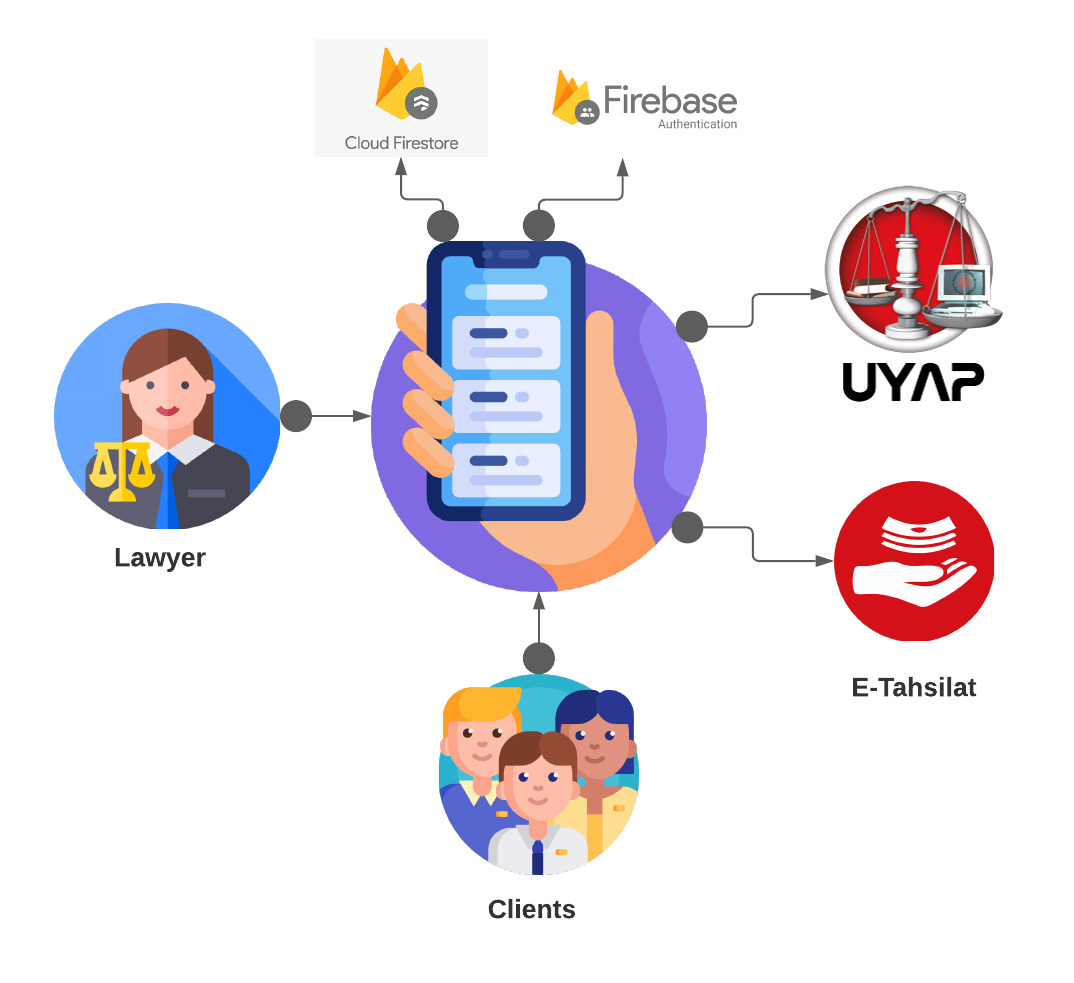 Cloud Firestore
Firebase
Authentication
UYAP
Lawyer
E-Tahsilat
Clients